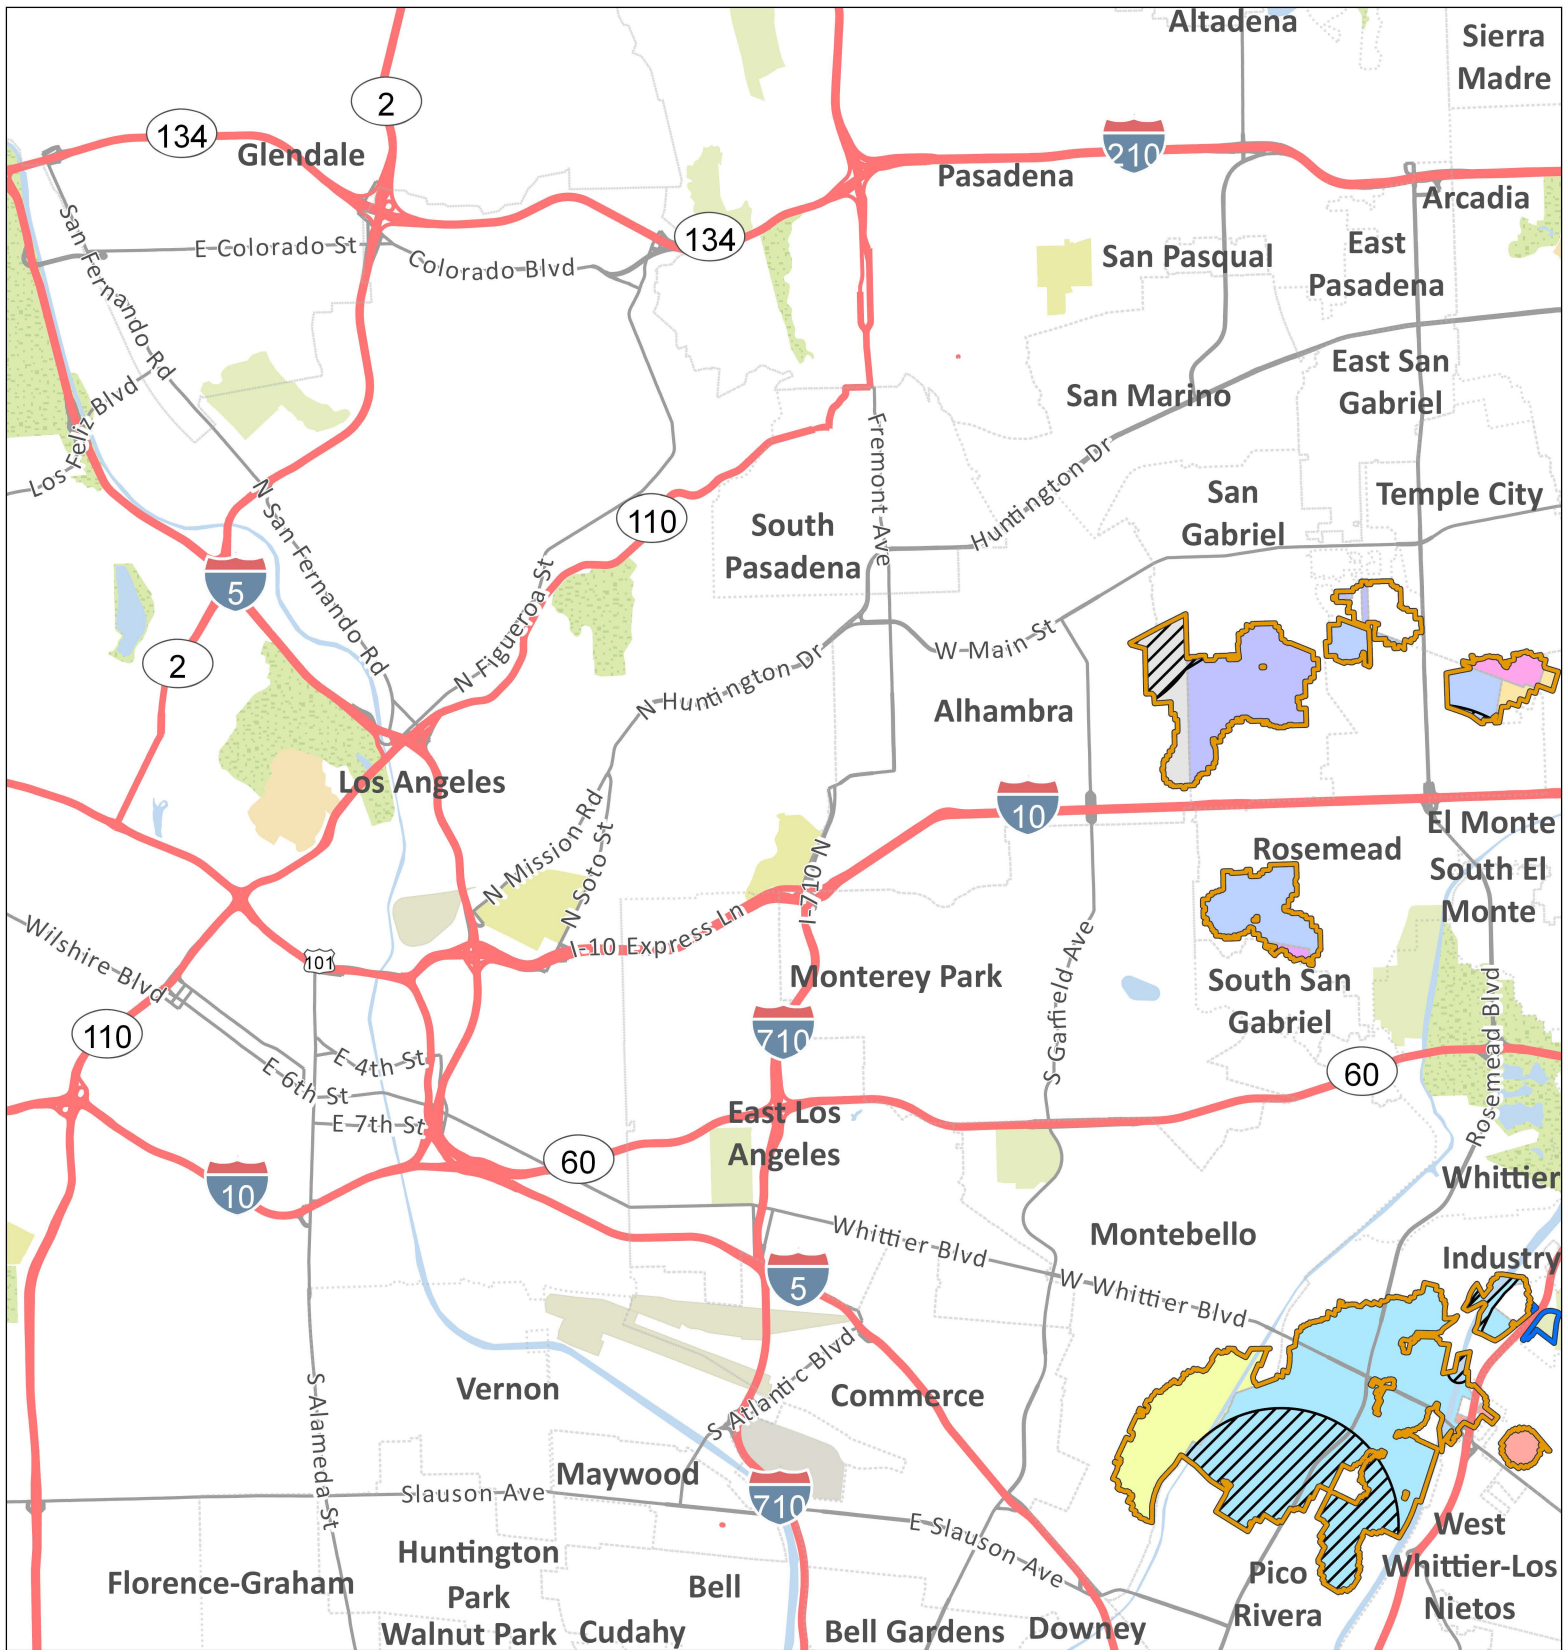 Altadena
Sierra
Madre
2
134
Glendale
210
Pasadena
Arcadia
San Fernando Rd
E Colorado St
Colorado Blvd
134
San Pasqual
East
Pasadena
Los Feliz Blvd
East San
Gabriel
San Marino
Fremont Ave
Huntington Dr
N San Fernando Rd
110
South
Pasadena
San
Gabriel
Temple City
5
2
N Figueroa St
N Huntington Dr
W Main St
Alhambra
Los Angeles
10
El Monte
Rosemead
South El
Monte
N Mission Rd
N Soto St
I-710 N
I-10 Express Ln
Wilshire Blvd
101
Monterey Park
S Garfield Ave
South San
Gabriel
Rosemead Blvd
110
710
E 4th St
E 6th St
E 7th St
60
East Los
Angeles
60
10
Whittier
Whittier Blvd
Montebello
Industry
5
W Whittier Blvd
S Atlantic Blvd
Vernon
Commerce
S Alameda St
Maywood
Slauson Ave
710
E Slauson Ave
West
Whittier-Los
Nietos
Huntington
Park
Florence-Graham
Bell
Pico
Rivera
Walnut Park
Cudahy
Bell Gardens
Downey